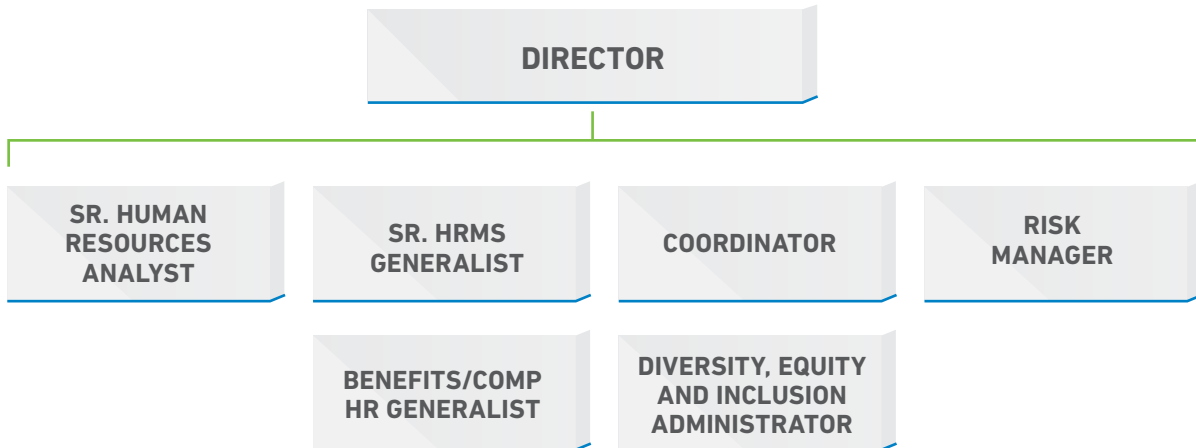 DIRECTOR
SR. HUMAN
RESOURCES
ANALYST
SR. HRMS
GENERALIST
COORDINATOR
RISK
MANAGER
BENEFITS/COMP
HR GENERALIST
DIVERSITY, EQUITY
AND INCLUSION
ADMINISTRATOR